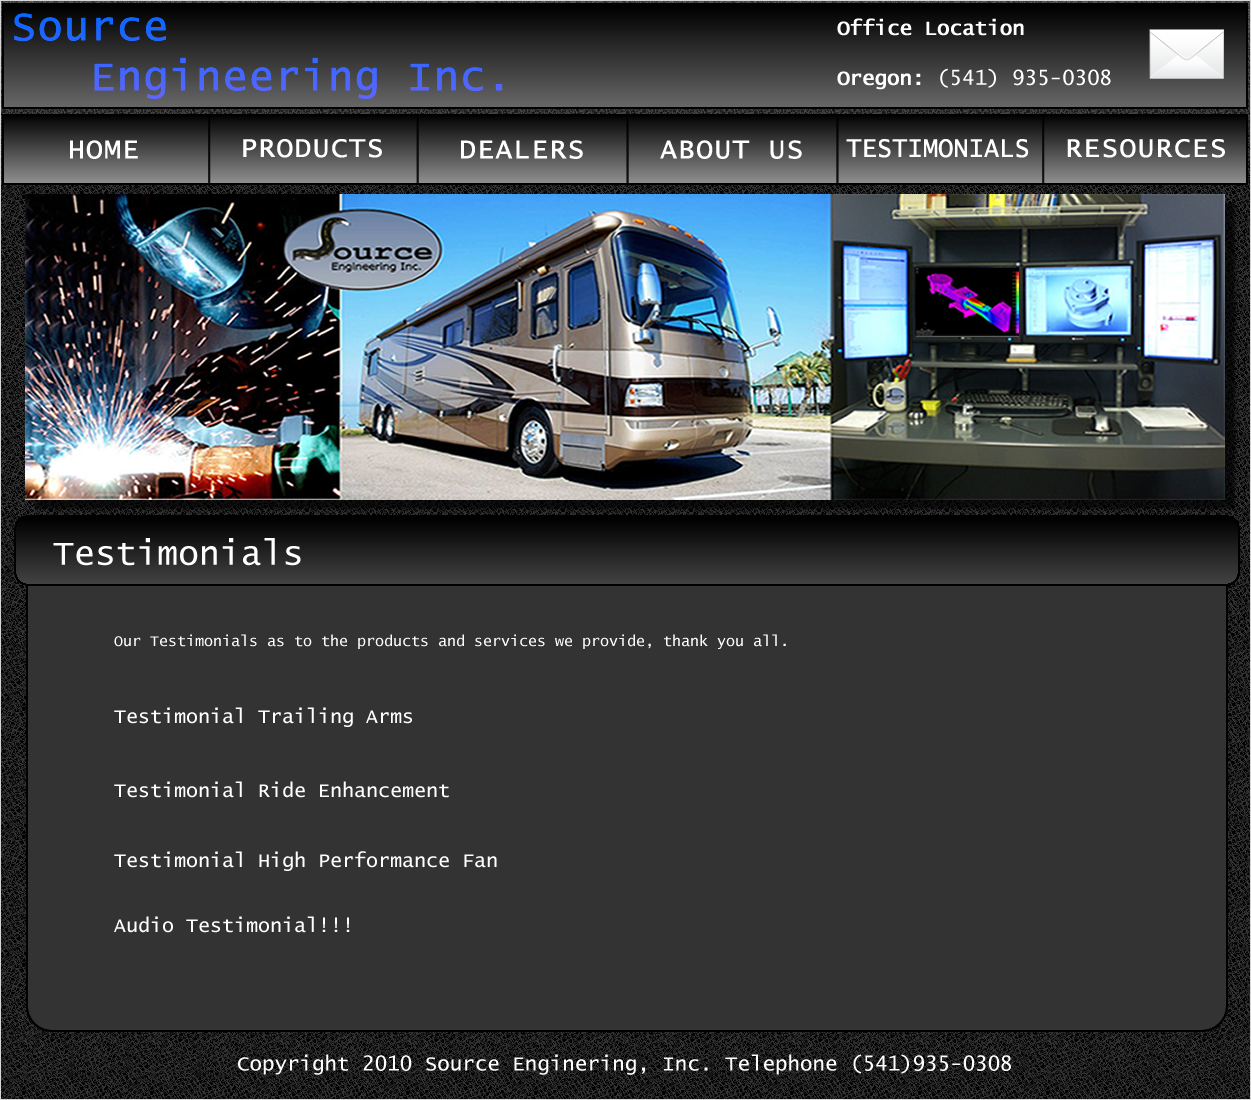 Source
Engineering Inc.
Office Location
Oregon: (541) 935-0308
HOME
PRODUCTS
DEALERS
ABOUT US
TESTIMONIALS
RESOURCES
Source
Engineering Inc.
Testimonials
Our Testimonials as to the products and services we provide, thank you all.
Testimonial Trailing Arms
Testimonial Ride Enhancement
Testimonial High Performance Fan
Audio Testimonial!!!
Copyright 2010 Source Enginering, Inc. Telephone (541)935-0308